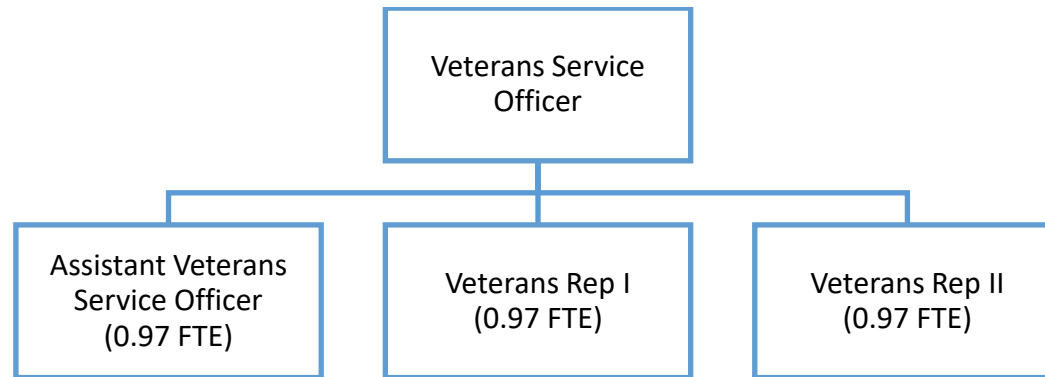 Veterans Service
Officer
Assistant Veterans
Service Officer
(0.97 FTE)
Veterans Rep I
(0.97 FTE)
Veterans Rep II
(0.97 FTE)